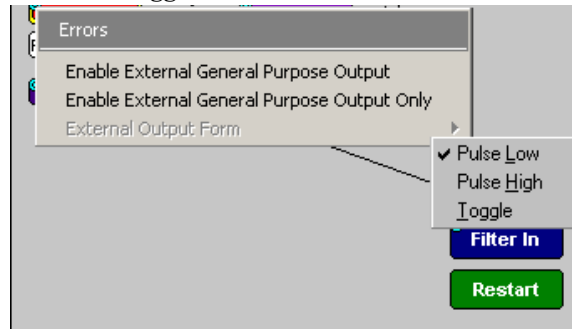 Errors
Enable External General Purpose Output
Enable External General Purpose Output Only
External Output Form
Pulse Low
Pulse High
Toggle
Filter In
Restart